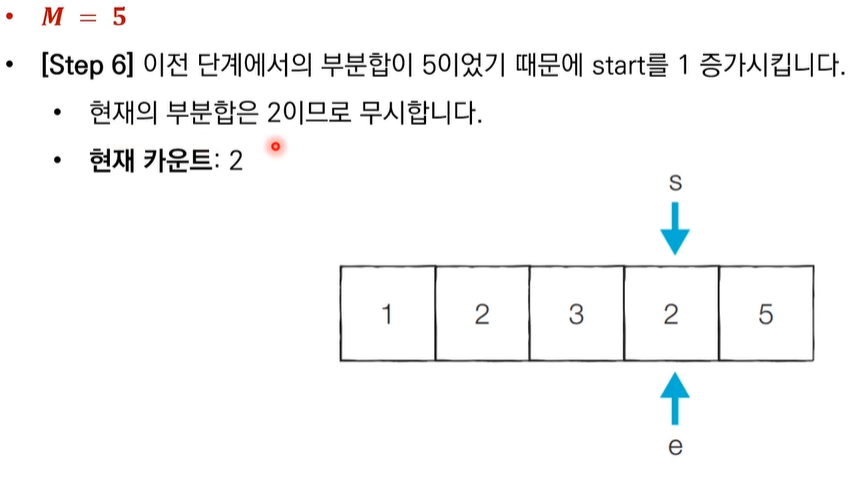 • M = 5
• [Step 6] 이전 단계에서의 부분합이 5이었기 때문에 start를 1 증가시킵니다.
• 현재의 부분합은 2이므로 무시합니다.
• 현재 카운트: 2
s
1 2 3 2 5
e